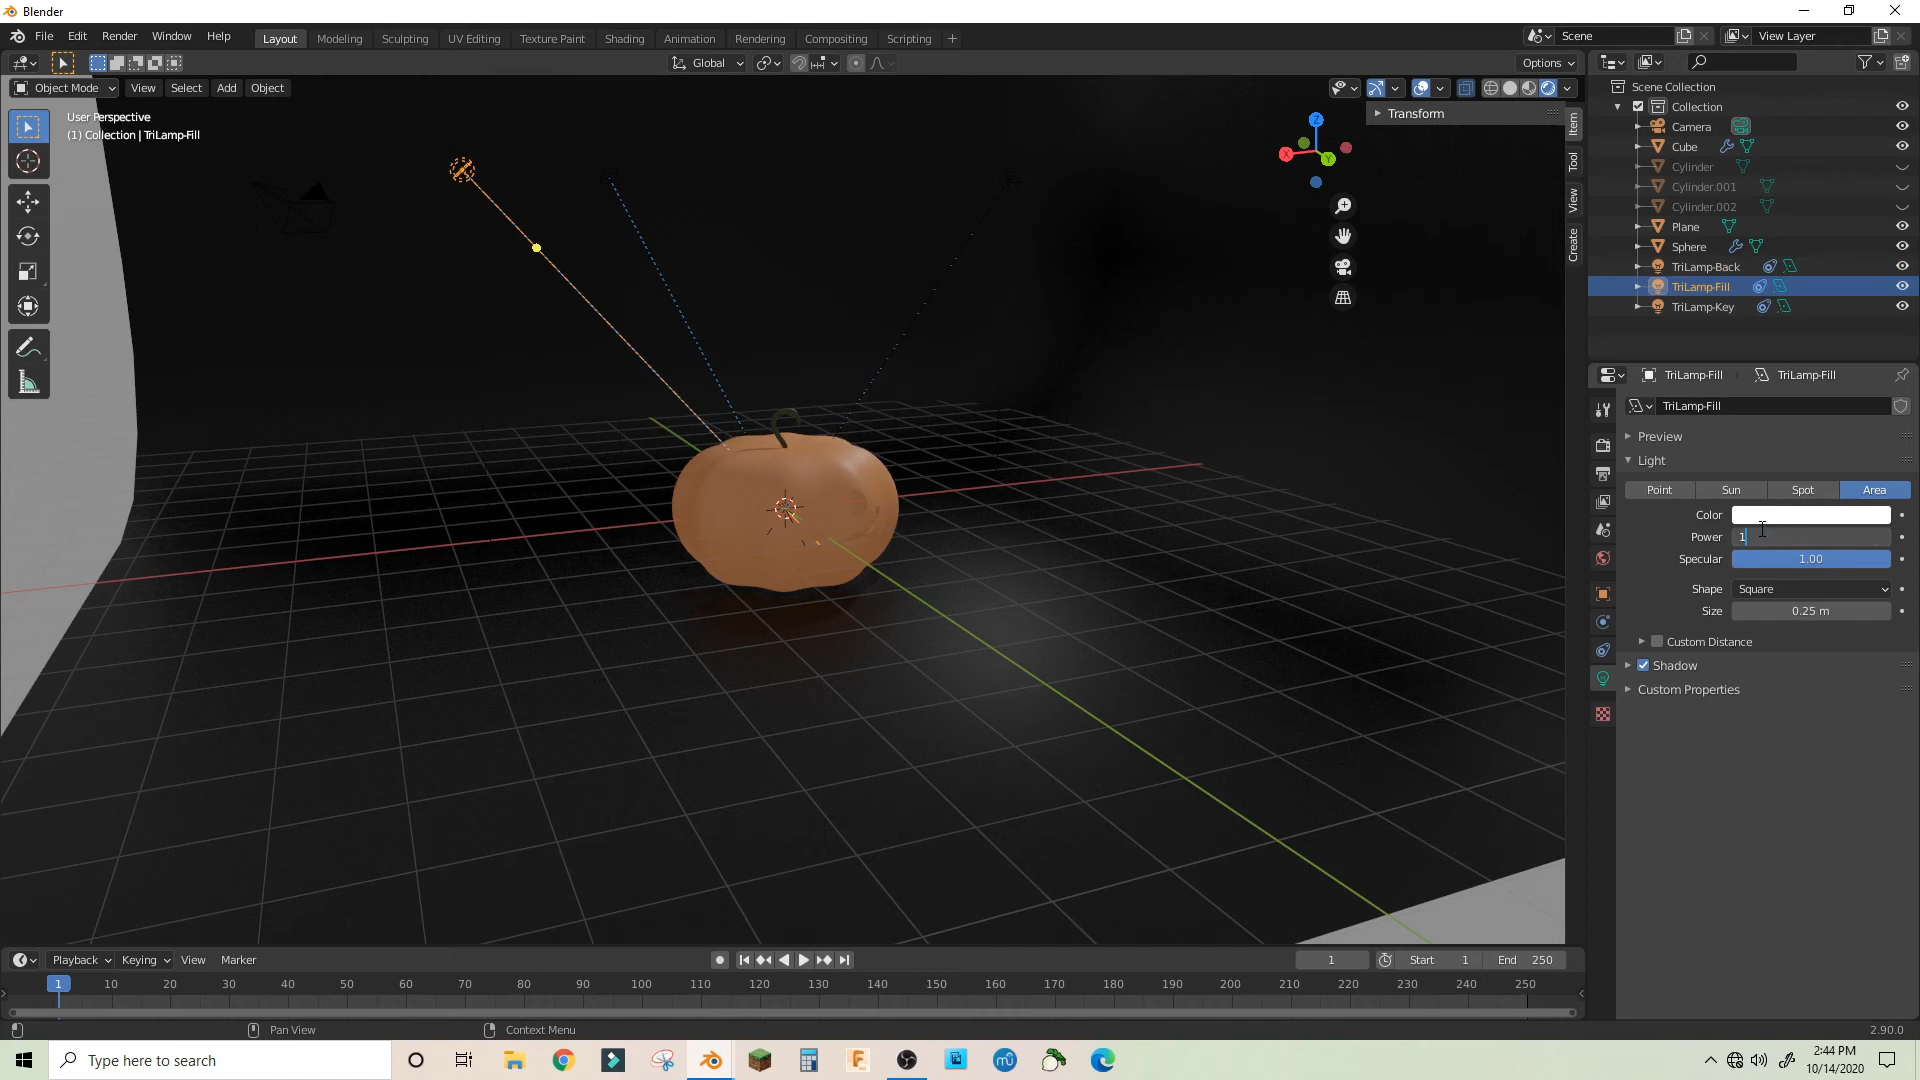 Blender
File Edit Render Window Help
Layout Modeling Sculpting UV Editing Texture Paint Shading Animation Rendering Compositing Scripting +
Scene
View Layer
Global
Options
Object Mode View Select Add Object
User Perspective
(1) Collection | TriLamp-Fill
Transform
Item
Tool
View
Create
Z
X
Y
Scene Collection
Collection
Camera
Cube
Cylinder
Cylinder.001
Cylinder.002
Plane
Sphere
TriLamp-Back
TriLamp-Fill
TriLamp-Key
TriLamp-Fill TriLamp-Fill
TriLamp-Fill
Preview
Light
Point Sun Spot Area
Color
Power 1
Specular 1.00
Shape Square
Size 0.25 m
Custom Distance
Shadow
Custom Properties
Playback Keying View Marker
1 Start 1 End 250
1 10 20 30 40 50 60 70 80 90 100 110 120 130 140 150 160 170 180 190 200 210 220 230 240 250
Pan View
Context Menu
2.90.0
Type here to search
2:44 PM
10/14/2020